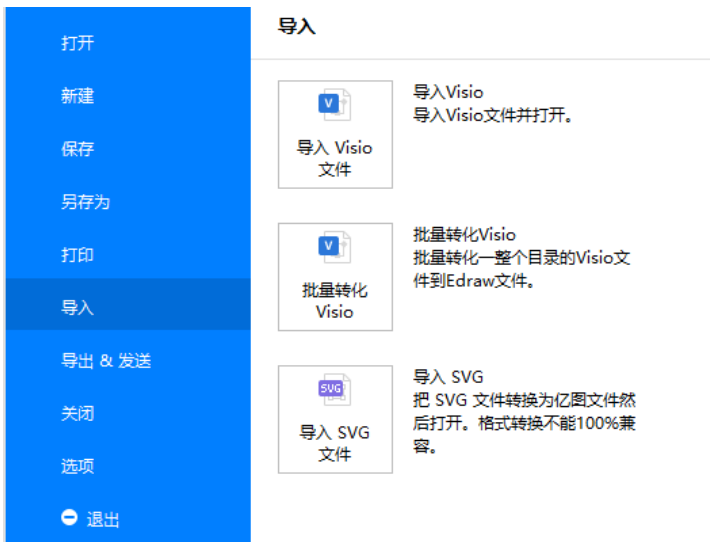 打开
新建
保存
另存为
打印
导入
导出 & 发送
关闭
选项
退出
导入
导入 Visio
文件
导入Visio
导入Visio文件并打开。
批量转化
Visio
批量转化Visio
批量转化一整个目录的Visio文
件到Edraw文件。
SVG
导入 SVG
文件
导入 SVG
把 SVG 文件转换为亿图文件然
后打开。格式转换不能100%兼
容。